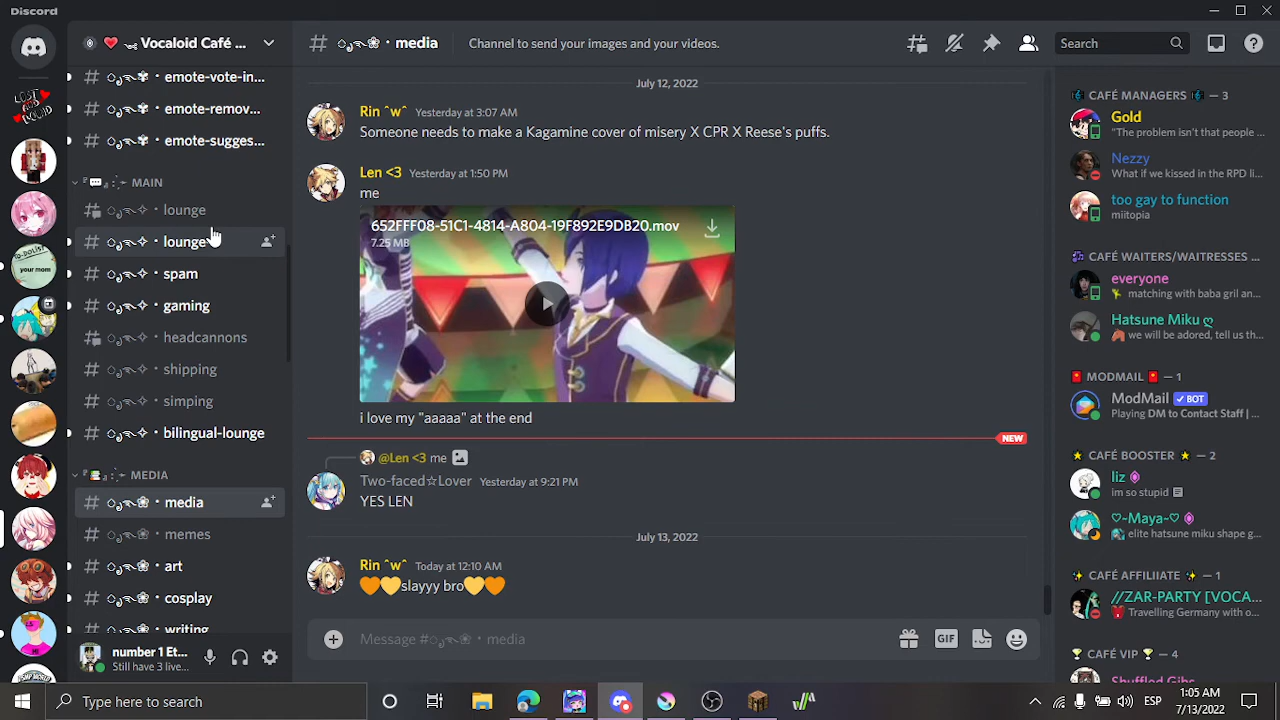 Discord
Vocaloid Café ...
emote-vote-in...
emote-remov...
emote-sugges...
MAIN
lounge
lounge
spam
gaming
headcannons
shipping
simping
bilingual-lounge
MEDIA
media
memes
art
cosplay
writing
number 1 Et...
Still have 3 live...
media
Channel to send your images and your videos.
Search
July 12, 2022
Rin ^w^ Yesterday at 3:07 AM
Someone needs to make a Kagamine cover of misery X CPR X Reese's puffs.
Len <3 Yesterday at 1:50 PM
me
652FFF08-51C1-4814-A804-19F892E9DB20.mov
7.25 MB
i love my "aaaaa" at the end
NEW
@Len <3 me
Two-faced☆Lover Yesterday at 9:21 PM
YES LEN
July 13, 2022
Rin ^w^ Today at 12:10 AM
🧡💛slayyy bro💛🧡
Message # media
GIF
CAFÉ MANAGERS — 3
Gold
"The problem isn't that people ...
Nezzy
What if we kissed in the RPD li...
too gay to function
miitopia
CAFÉ WAITERS/WAITRESSES ...
everyone
matching with baba gril an...
Hatsune Miku ღ
we will be adored, tell us th...
MODMAIL — 1
ModMail ✓ BOT
Playing DM to Contact Staff | ...
CAFÉ BOOSTER — 2
liz
im so stupid
♡-Maya-♡
elite hatsune miku shape g...
CAFÉ AFFILIIATE — 1
//ZAR-PARTY [VOCA...
Travelling Germany with o...
CAFÉ VIP — 4
Shuffled Gibs
LOST AND
TO-DO LIST
your mom
Type here to search
ESP
1:05 AM
7/13/2022